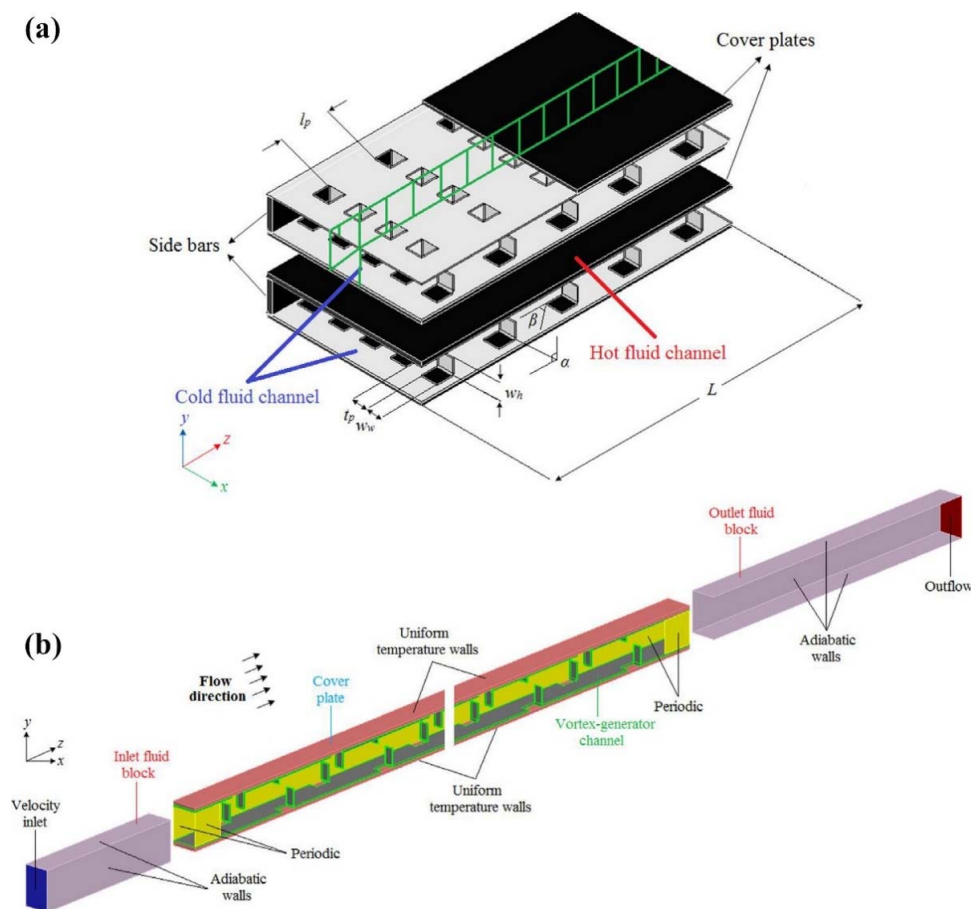 (a)
Cover plates
lp
Side bars
β
Hot fluid channel
α
Cold fluid channel
wh
L
tp
ww
y
z
x
Outlet fluid
block
Outflow
Adiabatic
walls
(b)
Uniform
temperature walls
Flow
direction
Cover
plate
Periodic
Vortex-generator
channel
y
z
x
Inlet fluid
block
Uniform
temperature walls
Velocity
inlet
Periodic
Adiabatic
walls